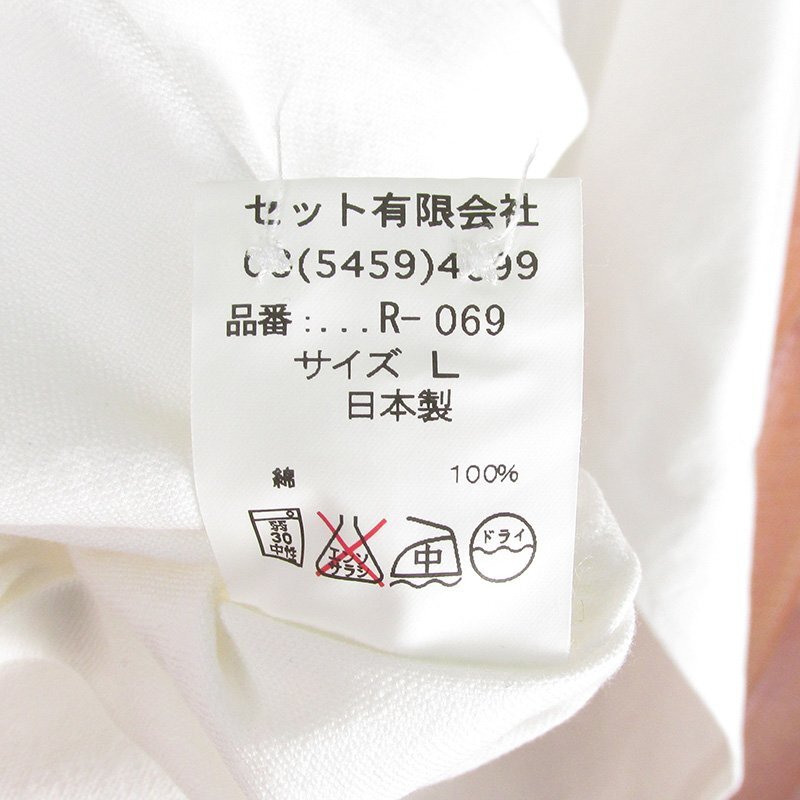 セット有限会社
(5459)4
品番:...R-069
サイズ L
日本製
綿 100%
弱
30
中性
エンソ
サラシ
中
ドライ